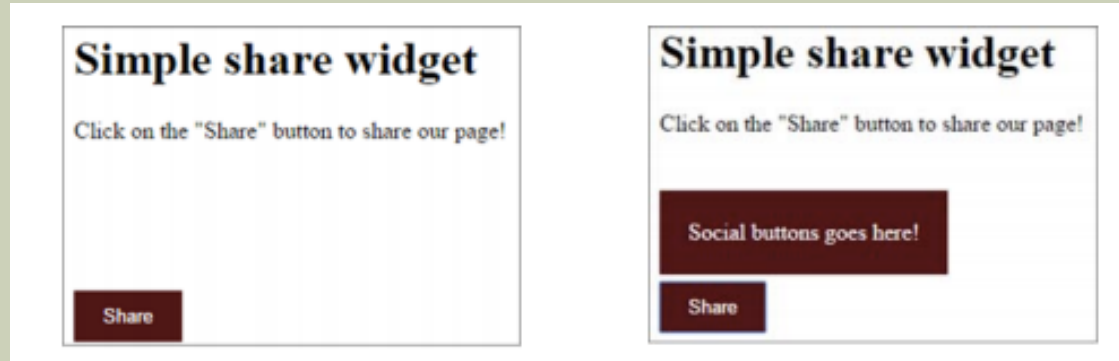 Simple share widget
Click on the "Share" button to share our page!
Share
Simple share widget
Click on the "Share" button to share our page!
Social buttons goes here!
Share